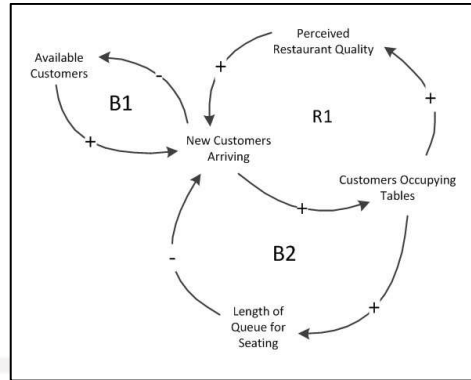 Perceived
Restaurant Quality
Available
Customers
-
+
B1
+
R1
+
New Customers
Arriving
Customers Occupying
Tables
+
B2
-
Length of
Queue for
Seating
+